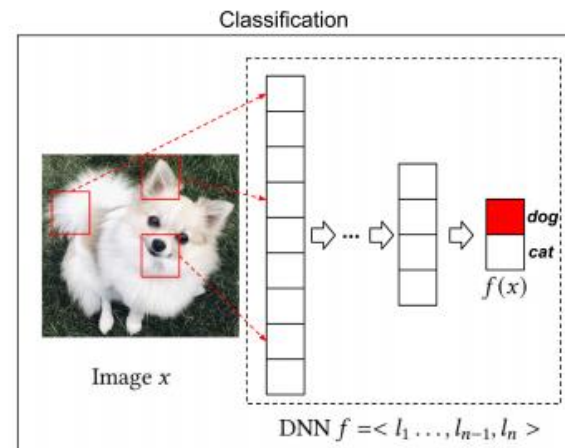 Classification
dog
cat
...
f(x)
Image x
DNN f =< l₁ . . . , lₙ₋₁, lₙ >